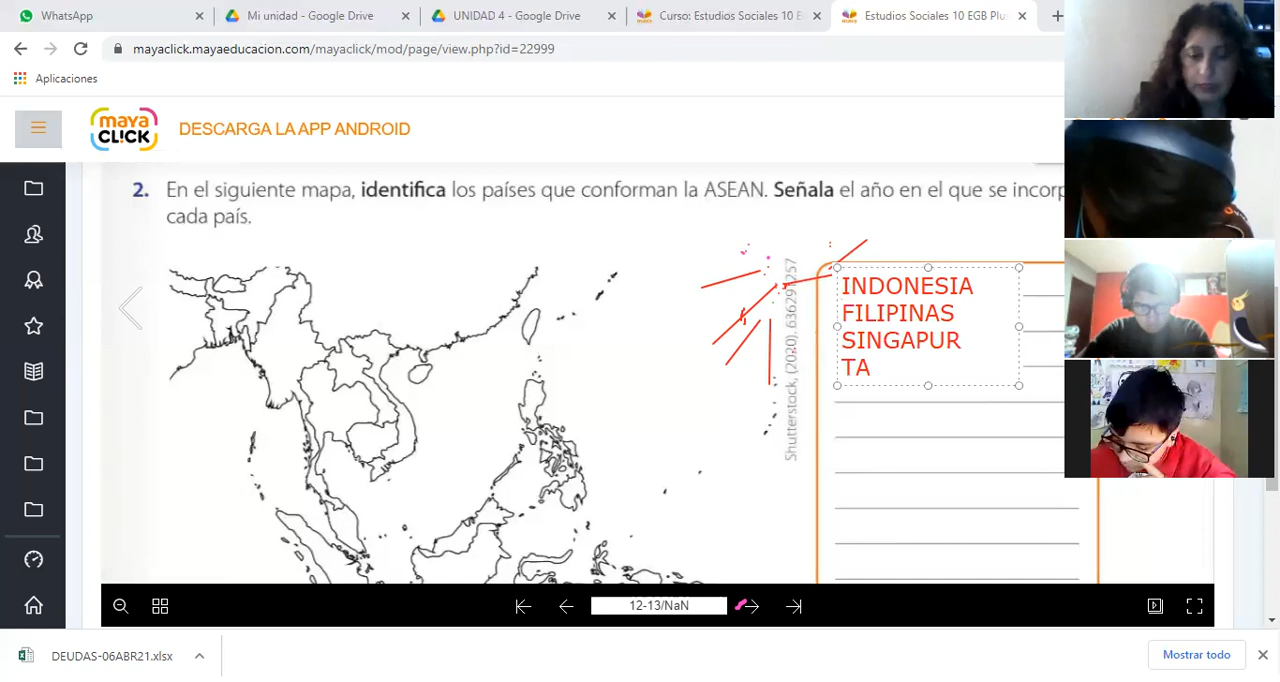 WhatsApp
Mi unidad - Google Drive
UNIDAD 4 - Google Drive
Curso: Estudios Sociales 10 E
Estudios Sociales 10 EGB Plu
mayaclick.mayaeducacion.com/mayaclick/mod/page/view.php?id=22999
Aplicaciones
maya CLICK
DESCARGA LA APP ANDROID
2. En el siguiente mapa, identifica los países que conforman la ASEAN. Señala el año en el que se incorp
cada país.
Shutterstock, (2020). 636291257
INDONESIA
FILIPINAS
SINGAPUR
TA
12-13/NaN
DEUDAS-06ABR21.xlsx
Mostrar todo